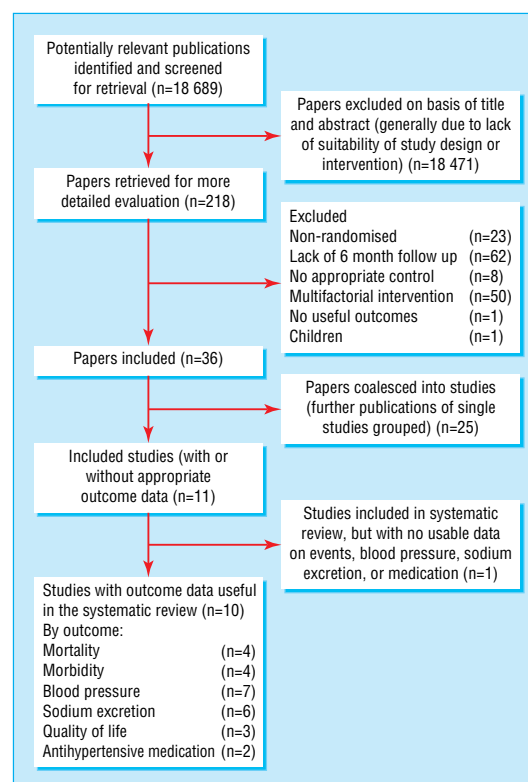 Potentially relevant publications
identified and screened
for retrieval (n=18 689)
Papers excluded on basis of title
and abstract (generally due to lack
of suitability of study design or
intervention) (n=18 471)
Papers retrieved for more
detailed evaluation (n=218)
Excluded
Non-randomised (n=23)
Lack of 6 month follow up (n=62)
No appropriate control (n=8)
Multifactorial intervention (n=50)
No useful outcomes (n=1)
Children (n=1)
Papers included (n=36)
Papers coalesced into studies
(further publications of single
studies grouped) (n=25)
Included studies (with or
without appropriate
outcome data (n=11)
Studies included in systematic
review, but with no usable data
on events, blood pressure, sodium
excretion, or medication (n=1)
Studies with outcome data useful
in the systematic review (n=10)
By outcome:
Mortality (n=4)
Morbidity (n=4)
Blood pressure (n=7)
Sodium excretion (n=6)
Quality of life (n=3)
Antihypertensive medication (n=2)